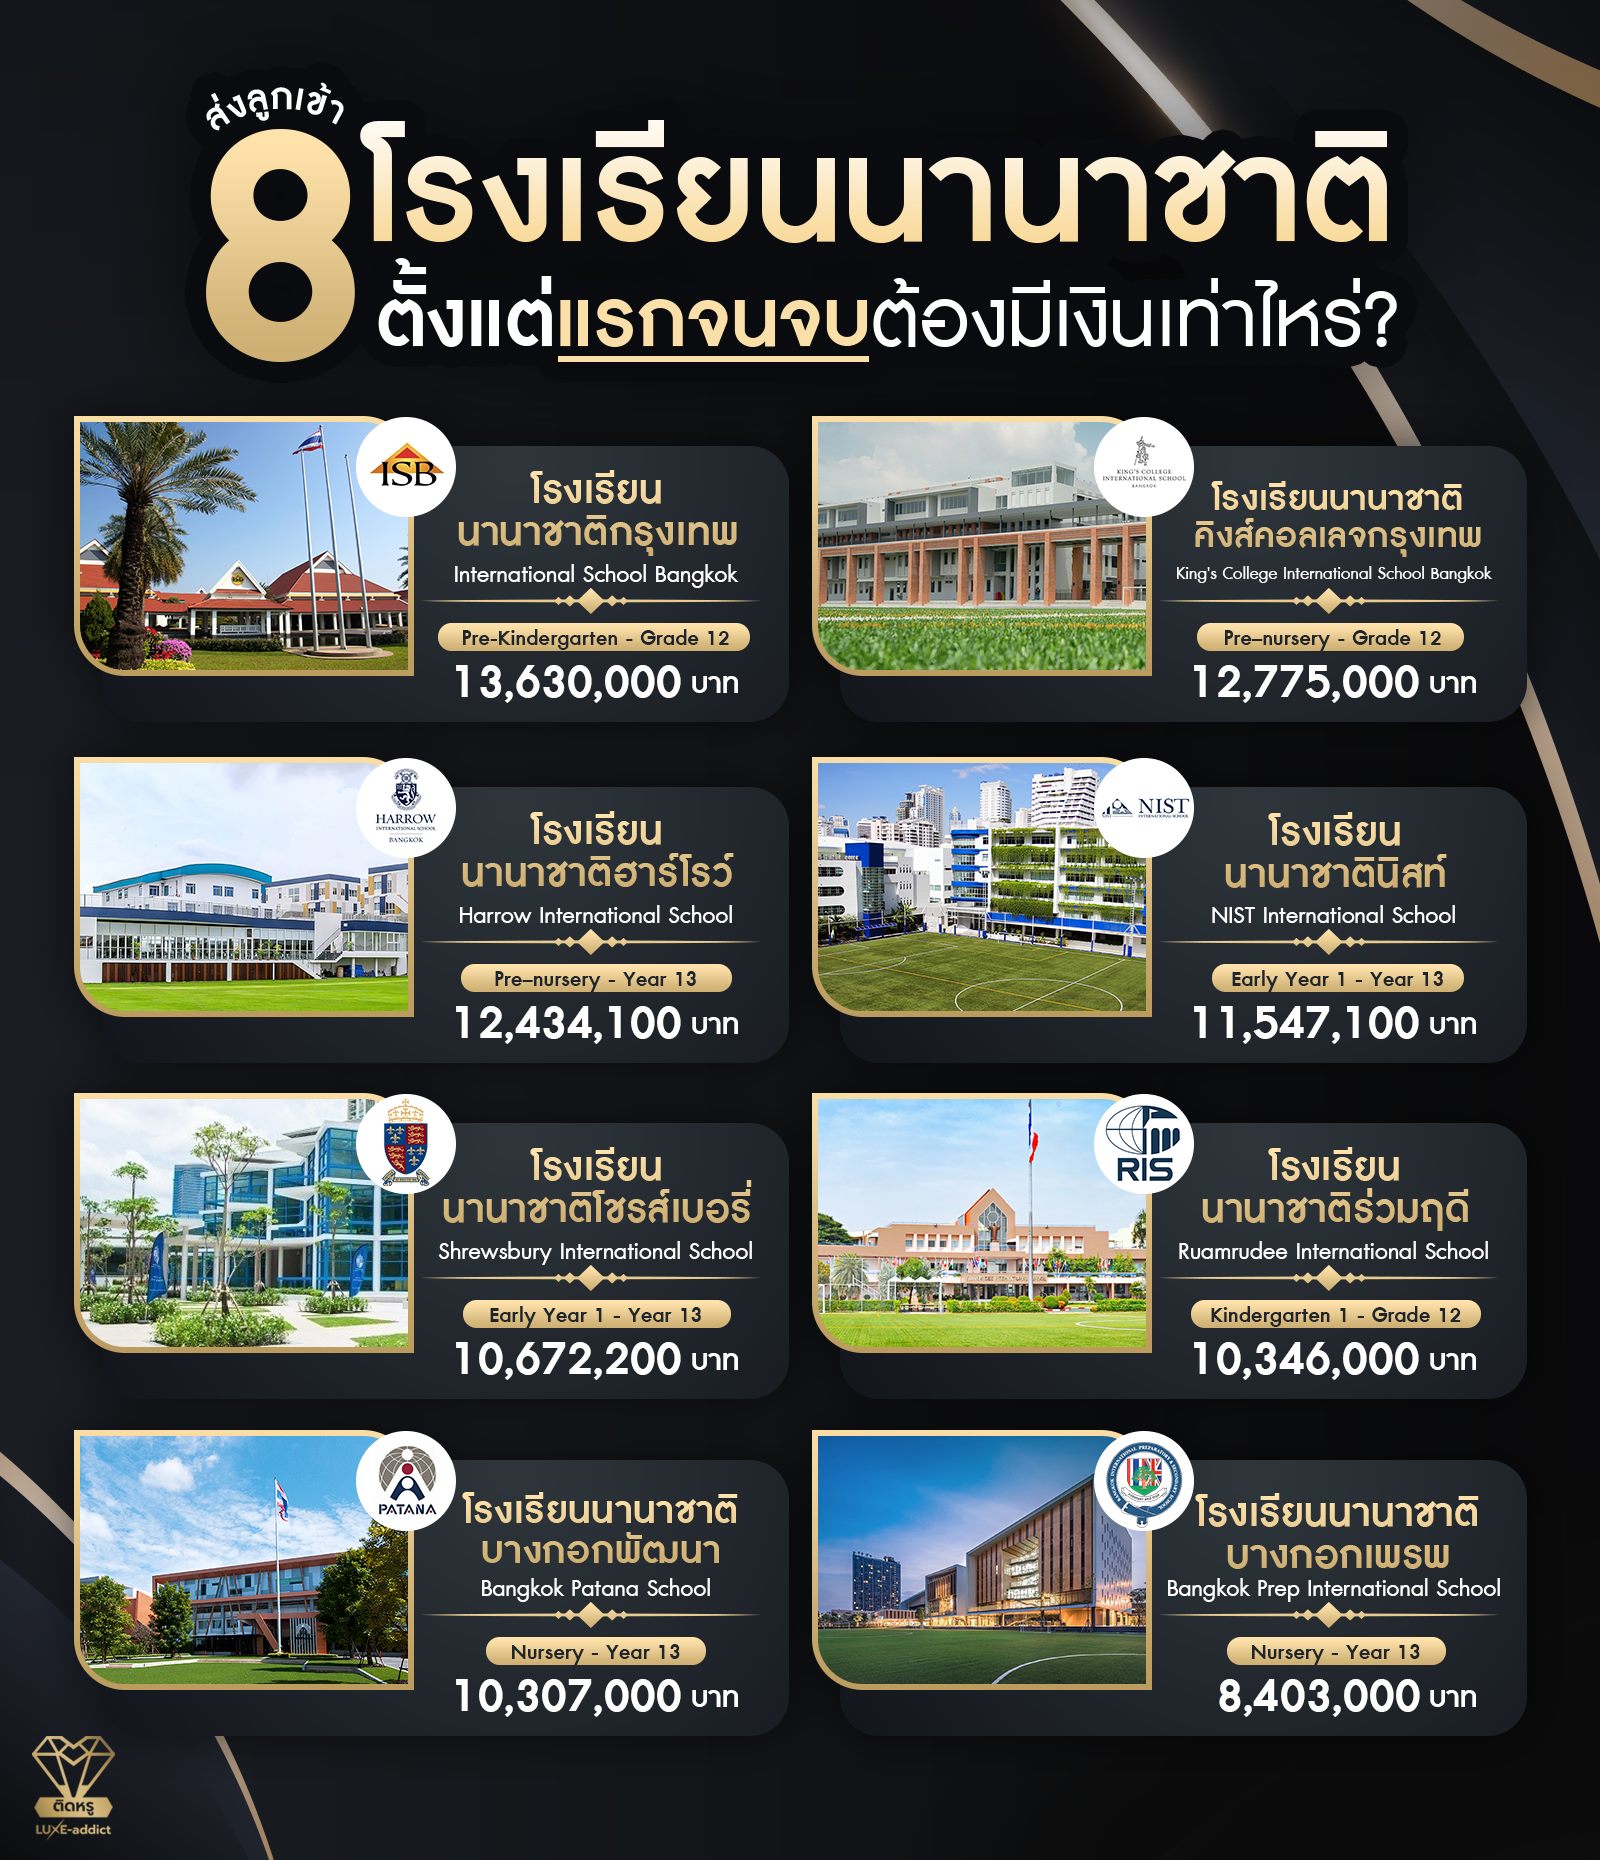 ส่งลูกเข้า
8 โรงเรียนนานาชาติ
ตั้งแต่แรกจนจบต้องมีเงินเท่าไหร่?
ISB
โรงเรียน
นานาชาติกรุงเทพ
International School Bangkok
Pre-Kindergarten - Grade 12
13,630,000 บาท
KING'S COLLEGE
INTERNATIONAL SCHOOL
BANGKOK
โรงเรียนนานาชาติ
คิงส์คอลเลจกรุงเทพ
King's College International School Bangkok
Pre–nursery - Grade 12
12,775,000 บาท
HARROW
INTERNATIONAL SCHOOL
BANGKOK
โรงเรียน
นานาชาติฮาร์โรว์
Harrow International School
Pre–nursery - Year 13
12,434,100 บาท
NIST
INTERNATIONAL SCHOOL
โรงเรียน
นานาชาตินิสท์
NIST International School
Early Year 1 - Year 13
11,547,100 บาท
โรงเรียน
นานาชาติโชรส์เบอรี่
Shrewsbury International School
Early Year 1 - Year 13
10,672,200 บาท
RIS
โรงเรียน
นานาชาติร่วมฤดี
Ruamrudee International School
Kindergarten 1 - Grade 12
10,346,000 บาท
PATANA
โรงเรียนนานาชาติ
บางกอกพัฒนา
Bangkok Patana School
Nursery - Year 13
10,307,000 บาท
BANGKOK INTERNATIONAL PREPARATORY & SECONDARY SCHOOL
โรงเรียนนานาชาติ
บางกอกเพรพ
Bangkok Prep International School
Nursery - Year 13
8,403,000 บาท
ติดหรู
LUXE-addict